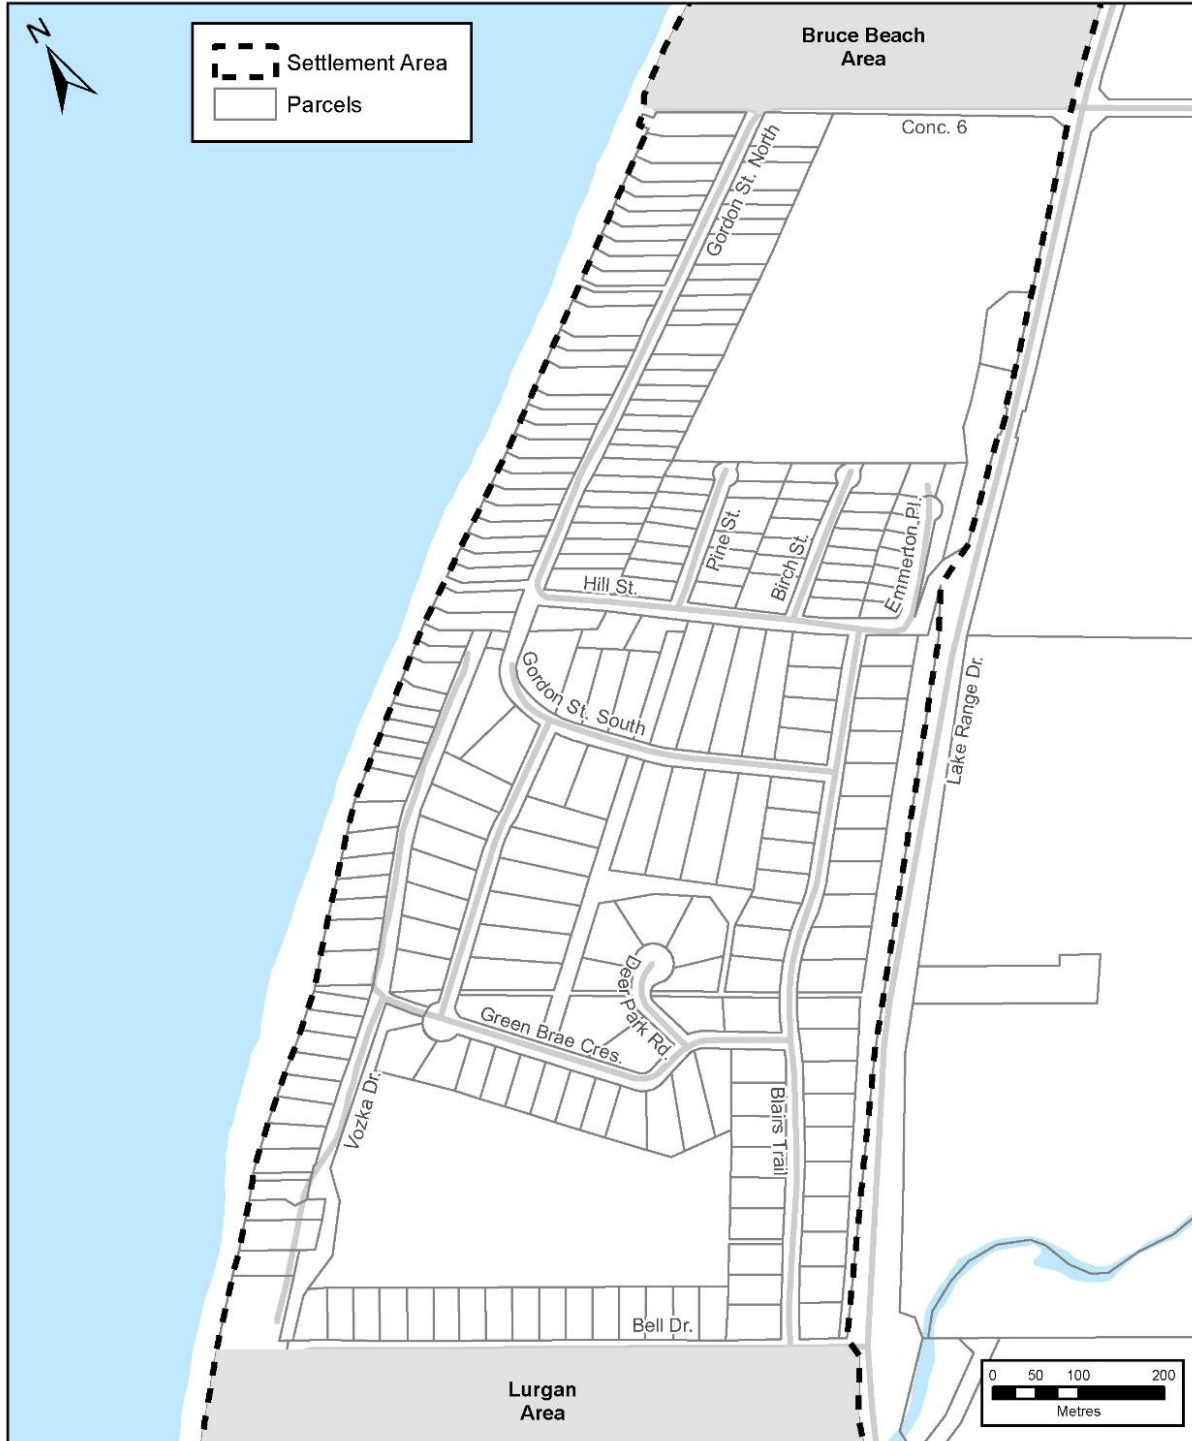 N
Settlement Area
Parcels
Bruce Beach
Area
Conc. 6
Gordon St. North
Pine St.
Birch St.
Emmerton Pl.
Hill St.
Gordon St. South
Lake Range Dr.
Deer Park Rd.
Green Brae Cres.
Vozka Dr.
Blairs Trail
Bell Dr.
Lurgan
Area
0 50 100 200
Metres